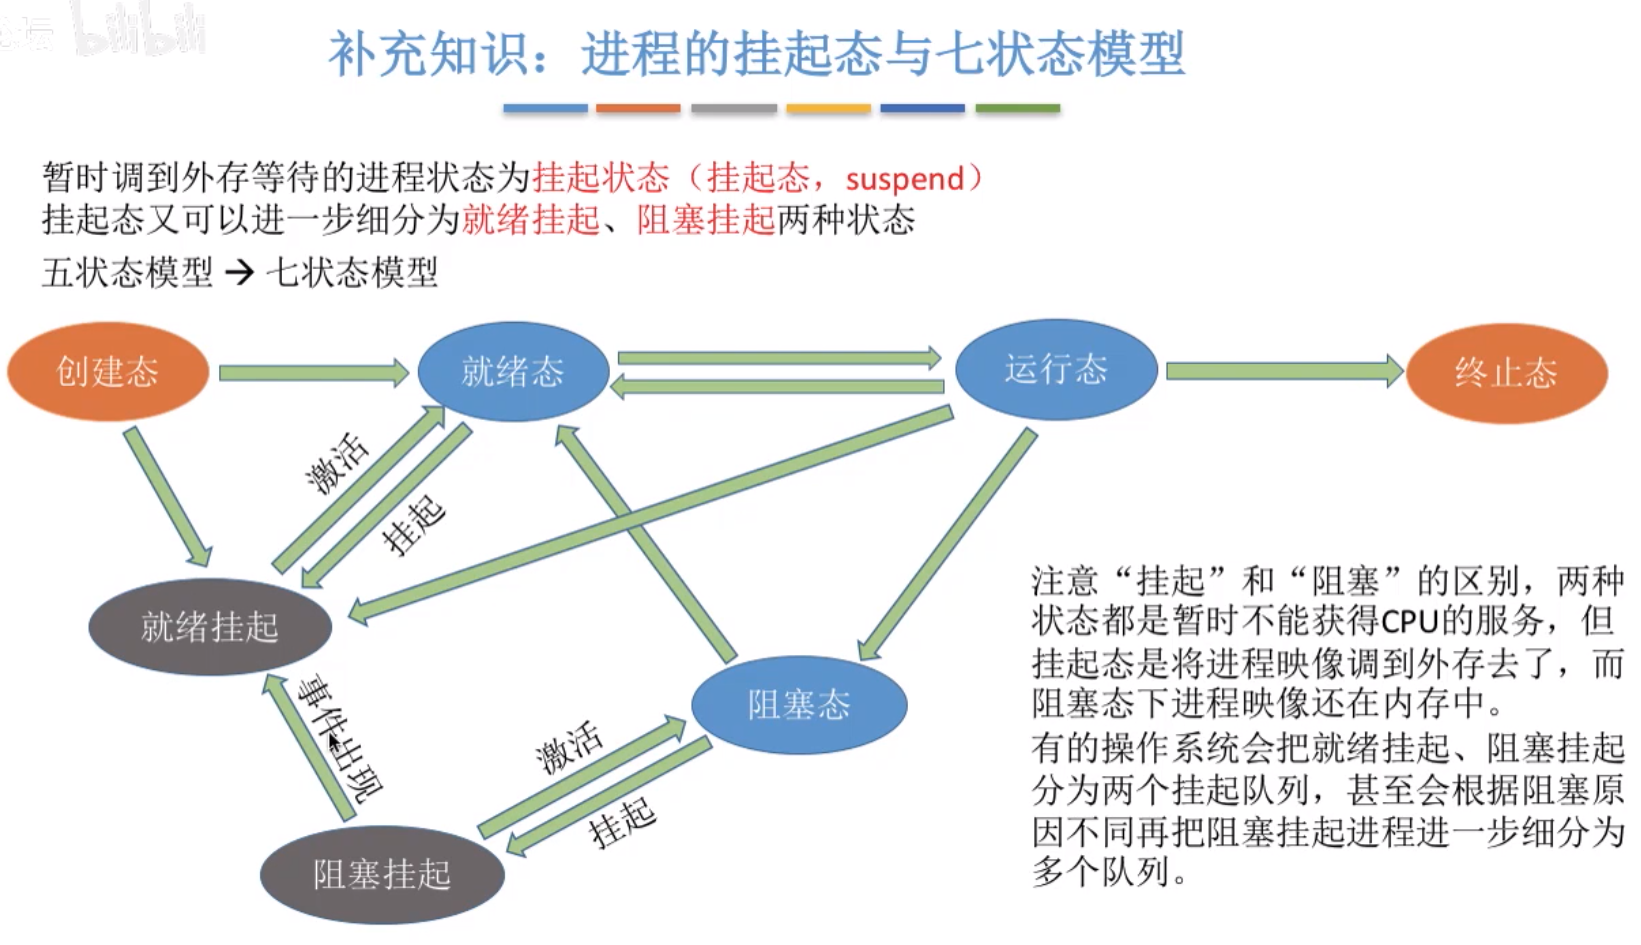 bilibili
补充知识：进程的挂起态与七状态模型
暂时调到外存等待的进程状态为挂起状态（挂起态，suspend）
挂起态又可以进一步细分为就绪挂起、阻塞挂起两种状态
五状态模型→七状态模型
创建态
就绪态
运行态
终止态
激活
挂起
就绪挂起
事件出现
阻塞态
激活
挂起
阻塞挂起
注意“挂起”和“阻塞”的区别，两种
状态都是暂时不能获得CPU的服务，但
挂起态是将进程映像调到外存去了，而
阻塞态下进程映像还在内存中。
有的操作系统会把就绪挂起、阻塞挂起
分为两个挂起队列，甚至会根据阻塞原
因不同再把阻塞挂起进程进一步细分为
多个队列。